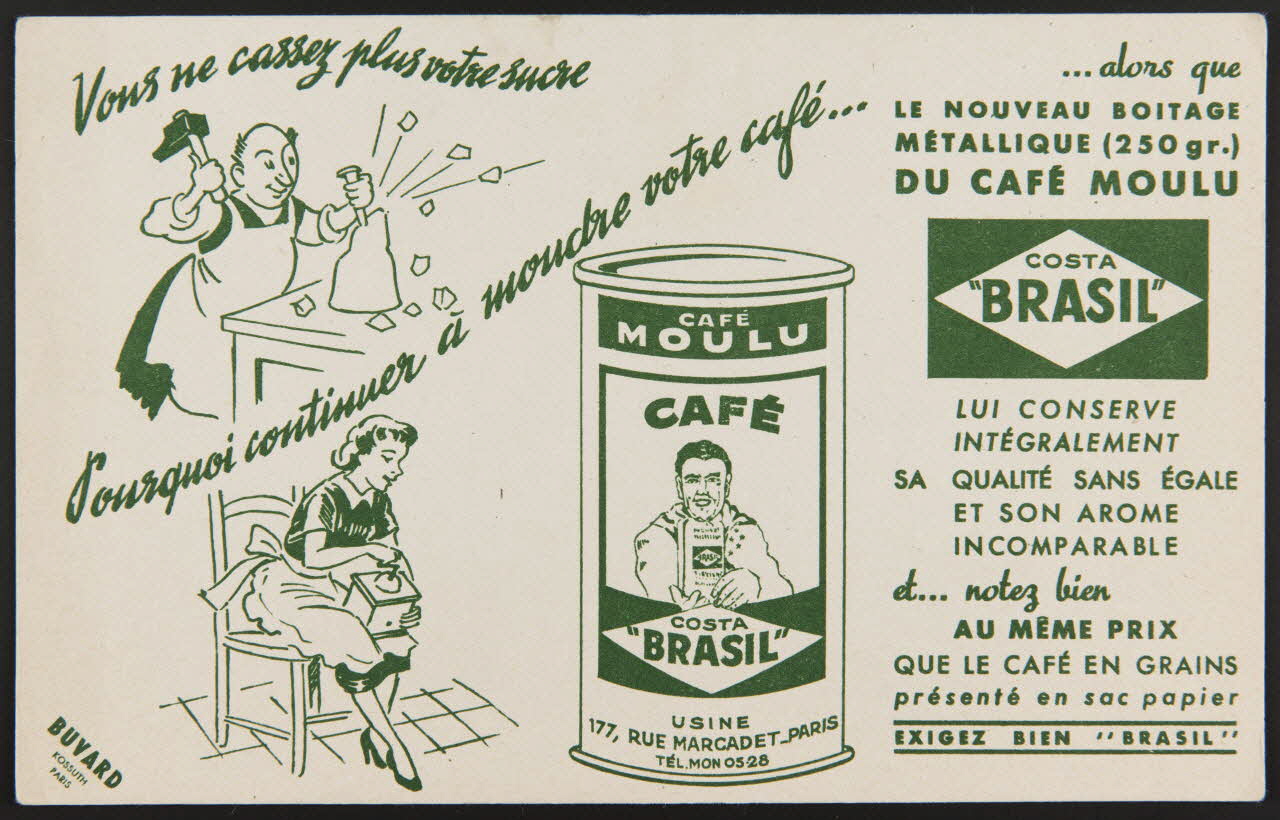 Vous ne cassez plus votre sucre
Pourquoi continuer à moudre votre café...
...alors que
LE NOUVEAU BOITAGE
MÉTALLIQUE (250 gr.)
DU CAFÉ MOULU
COSTA
"BRASIL"
LUI CONSERVE
INTÉGRALEMENT
SA QUALITÉ SANS ÉGALE
ET SON AROME
INCOMPARABLE
et... notez bien
AU MÊME PRIX
QUE LE CAFÉ EN GRAINS
présenté en sac papier
EXIGEZ BIEN "BRASIL"
CAFÉ
MOULU
CAFÉ
BRASIL
COSTA
"BRASIL"
USINE
177, RUE MARCADET_PARIS
TÉL. MON 05-28
BUVARD
KOSSUTH
PARIS